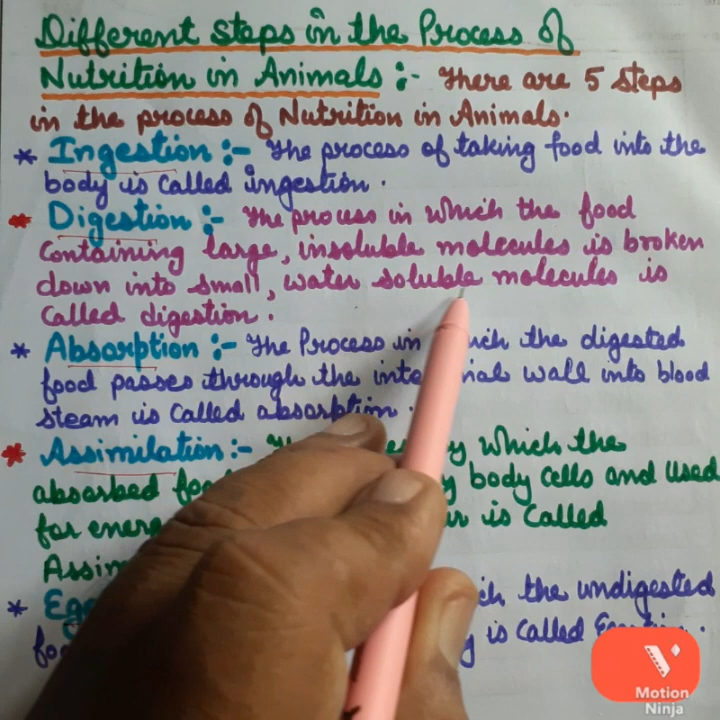 Different steps in the Process of
Nutrition in Animals :- There are 5 steps
in the process of Nutrition in Animals.
* Ingestion :- The process of taking food into the
body is called ingestion.
* Digestion :- The process in which the food
Containing large, insoluble molecules is broken
down into small, water soluble molecules is
called digestion.
* Absorption :- The Process in which the digested
food passes through the wall into blood
steam is called absorption.
* Assimilation :- by which the
absorbed body cells and used
for is called
* the undigested
is called
Motion
Ninja